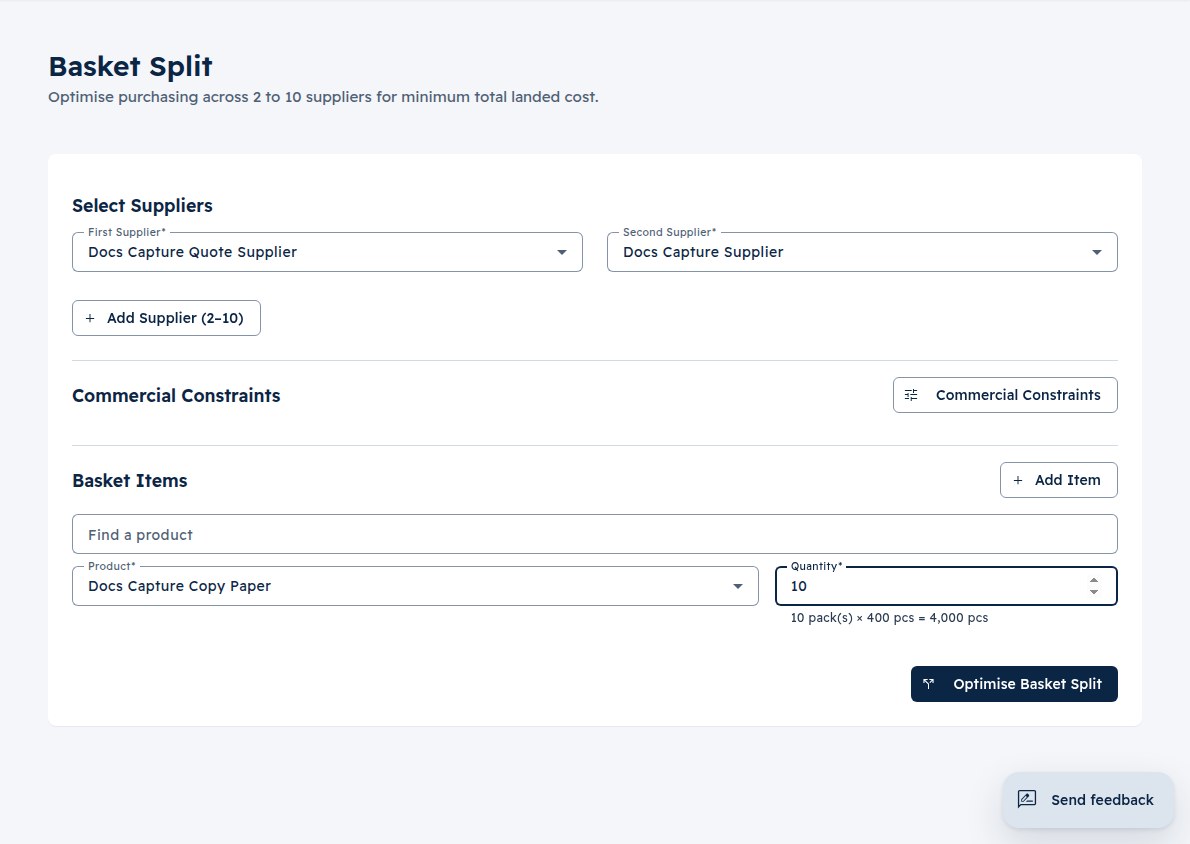 Basket Split
Optimise purchasing across 2 to 10 suppliers for minimum total landed cost.
Select Suppliers
First Supplier*
Docs Capture Quote Supplier
Second Supplier*
Docs Capture Supplier
+ Add Supplier (2–10)
Commercial Constraints
Commercial Constraints
Basket Items
+ Add Item
Find a product
Product*
Docs Capture Copy Paper
Quantity*
10
10 pack(s) × 400 pcs = 4,000 pcs
Optimise Basket Split
Send feedback